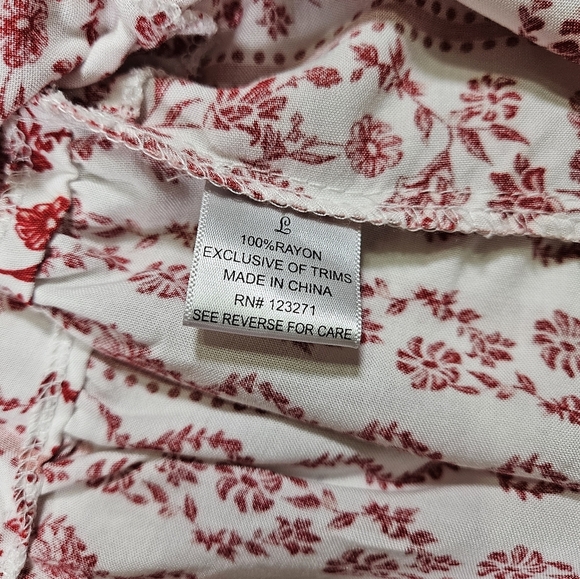 L
100%RAYON
EXCLUSIVE OF TRIMS
MADE IN CHINA
RN# 123271
SEE REVERSE FOR CARE